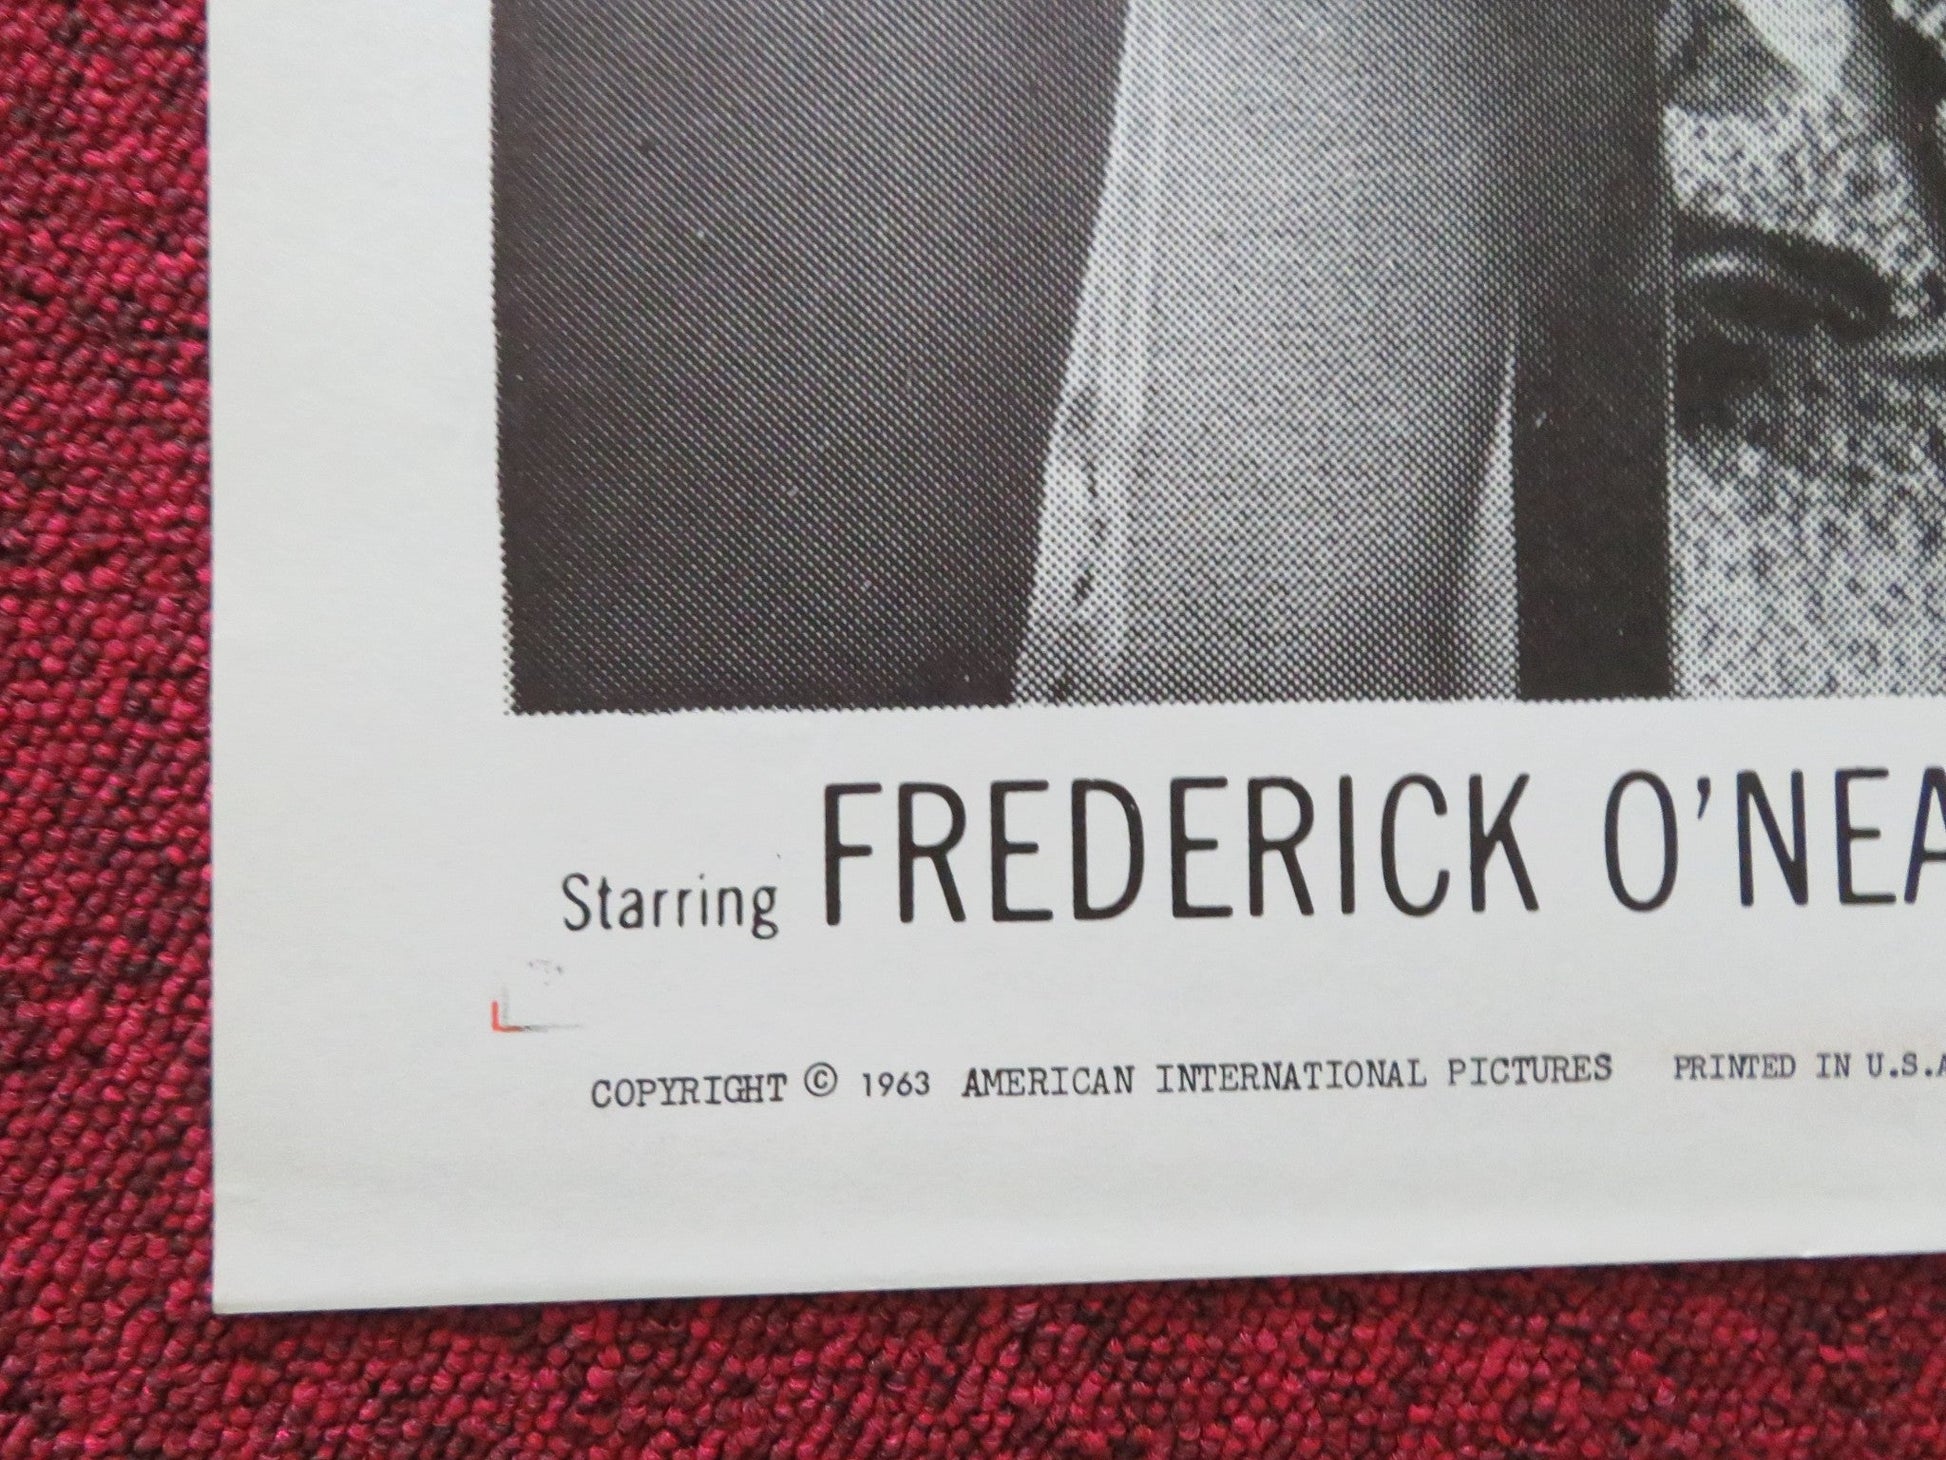 Starring FREDERICK O'NEA
COPYRIGHT © 1963 AMERICAN INTERNATIONAL PICTURES PRINTED IN U.S.A